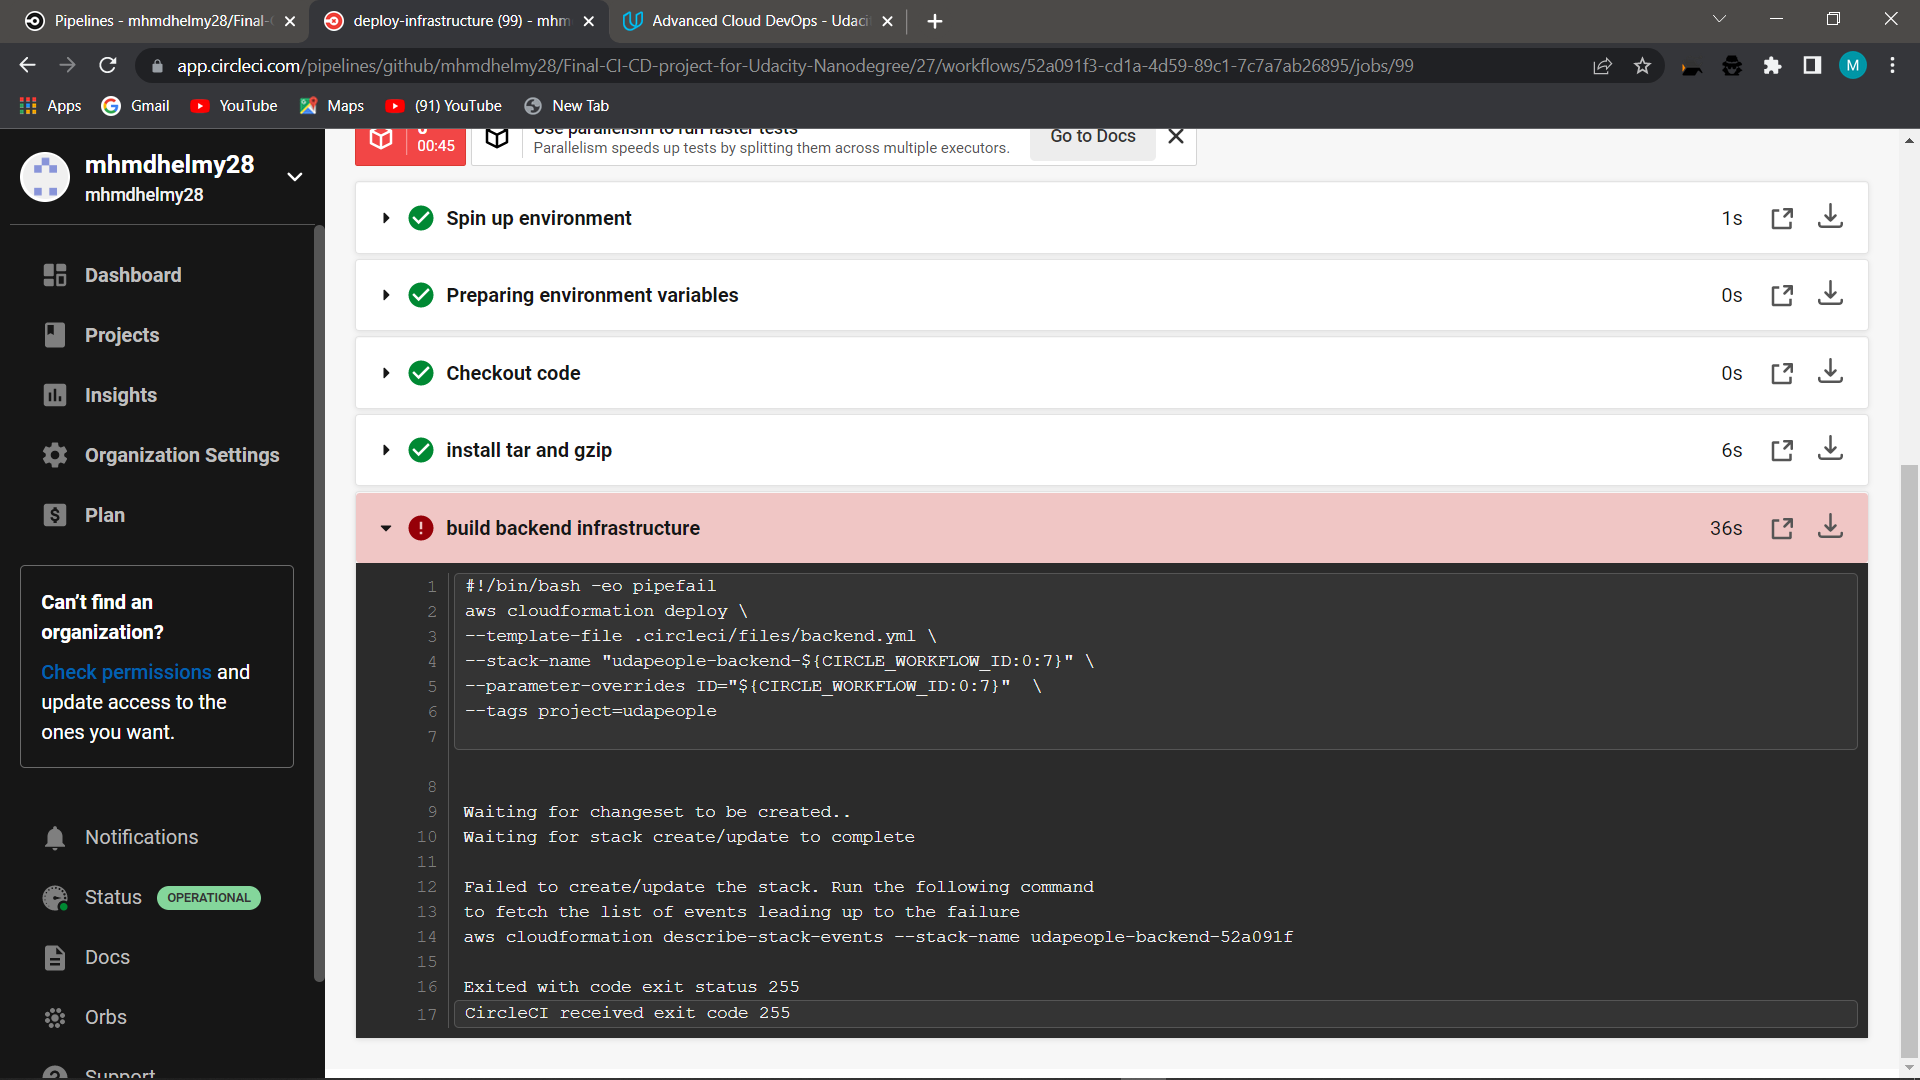 Pipelines - mhmdhelmy28/Final-
deploy-infrastructure (99) - mhm
Advanced Cloud DevOps - Udaci
app.circleci.com/pipelines/github/mhmdhelmy28/Final-CI-CD-project-for-Udacity-Nanodegree/27/workflows/52a091f3-cd1a-4d59-89c1-7c7a7ab26895/jobs/99
M
Apps
Gmail
YouTube
Maps
(91) YouTube
New Tab
mhmdhelmy28
mhmdhelmy28
Dashboard
Projects
Insights
Organization Settings
Plan
Can't find an
organization?
Check permissions and
update access to the
ones you want.
Notifications
Status OPERATIONAL
Docs
Orbs
Support
00:45
Use parallelism to run faster tests
Parallelism speeds up tests by splitting them across multiple executors.
Go to Docs
Spin up environment 1s
Preparing environment variables 0s
Checkout code 0s
install tar and gzip 6s
build backend infrastructure 36s
1 #!/bin/bash -eo pipefail
2 aws cloudformation deploy \
3 --template-file .circleci/files/backend.yml \
4 --stack-name "udapeople-backend-${CIRCLE_WORKFLOW_ID:0:7}" \
5 --parameter-overrides ID="${CIRCLE_WORKFLOW_ID:0:7}"  \
6 --tags project=udapeople
7
8
9 Waiting for changeset to be created..
10 Waiting for stack create/update to complete
11
12 Failed to create/update the stack. Run the following command
13 to fetch the list of events leading up to the failure
14 aws cloudformation describe-stack-events --stack-name udapeople-backend-52a091f
15
16 Exited with code exit status 255
17 CircleCI received exit code 255